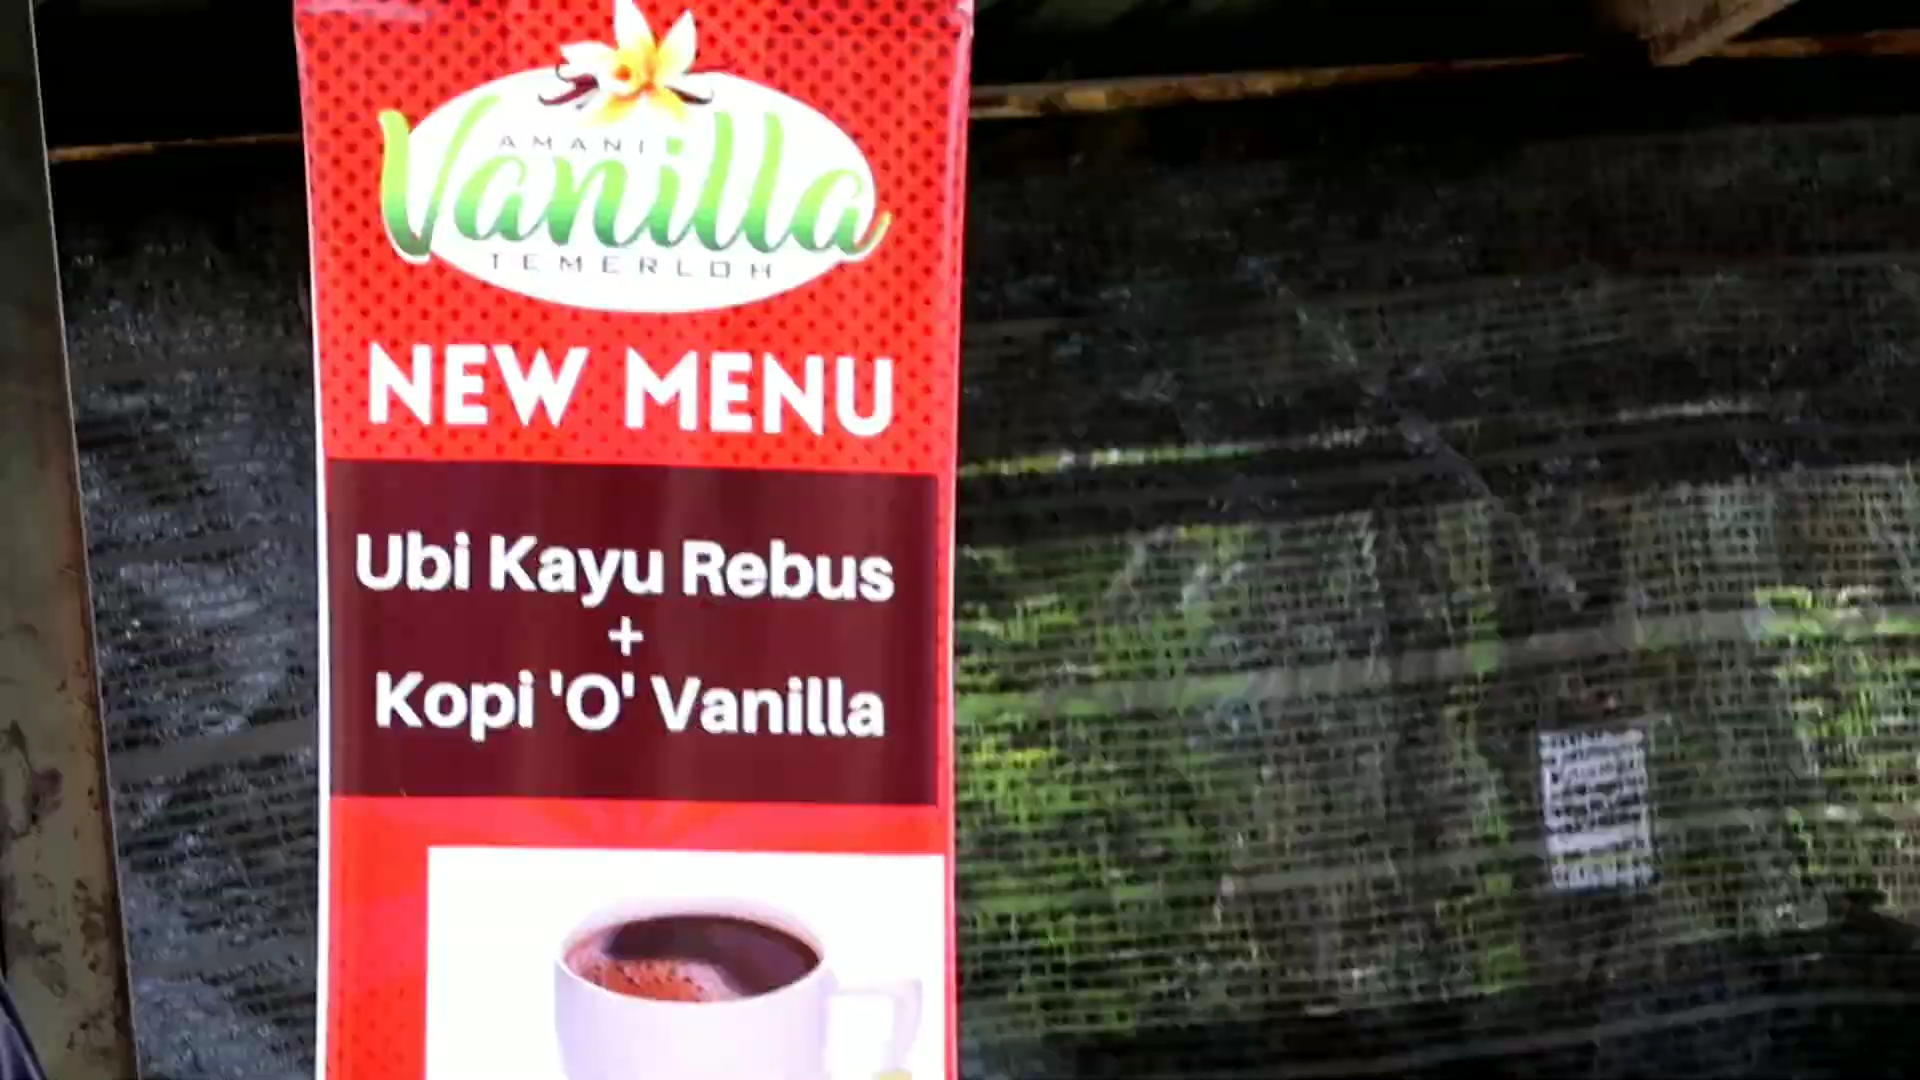 AMANI
Vanilla
TEMERLOH
NEW MENU
Ubi Kayu Rebus
+
Kopi 'O' Vanilla